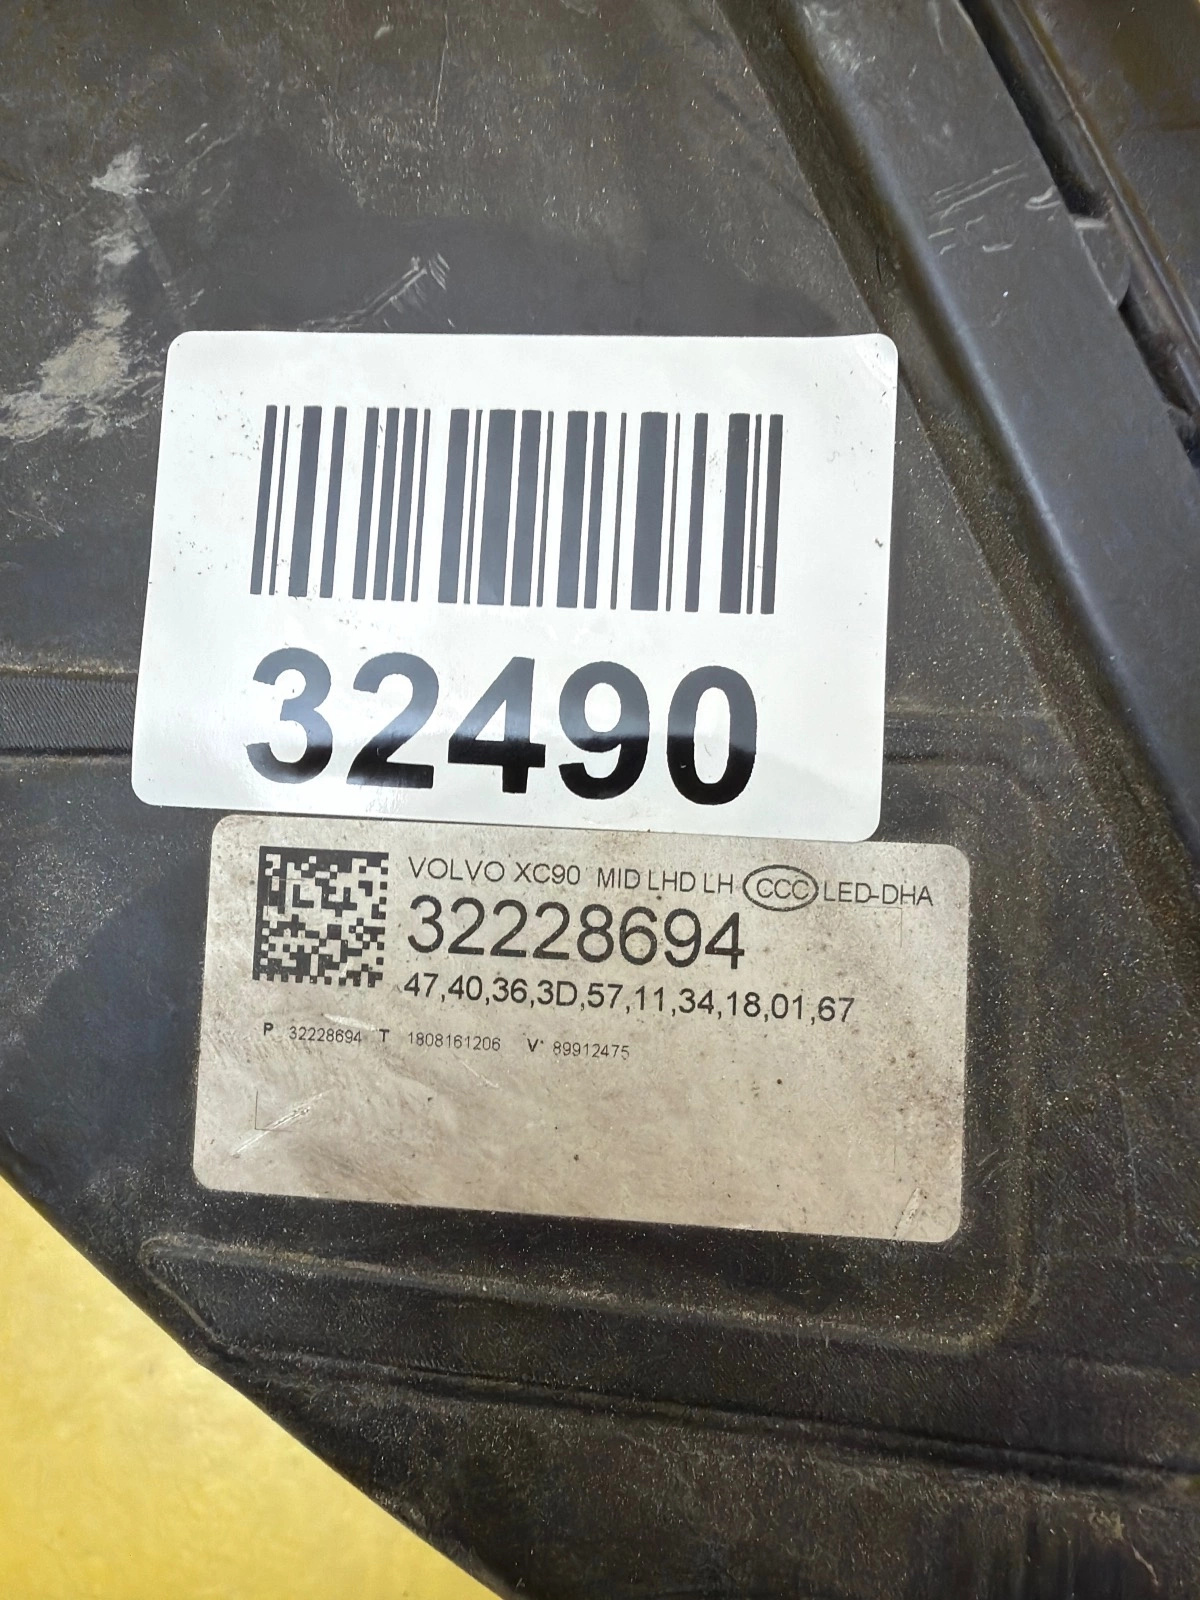 32490
VOLVO XC90 MID LHD LH CCC LED-DHA
32228694
47,40,36,3D,57,11,34,18,01,67
P 32228694 T 1808161206 V 89912475